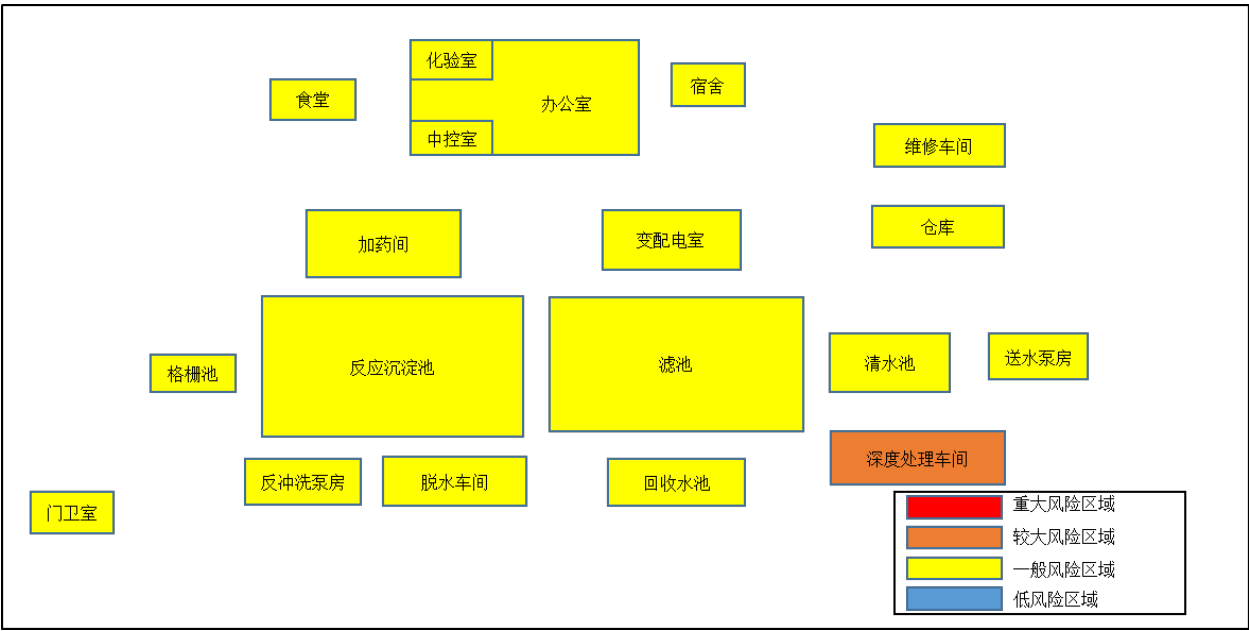 化验室
食堂
办公室
宿舍
中控室
维修车间
加药间
变配电室
仓库
格栅池
反应沉淀池
滤池
清水池
送水泵房
深度处理车间
反冲洗泵房
脱水车间
回收水池
门卫室
重大风险区域
较大风险区域
一般风险区域
低风险区域